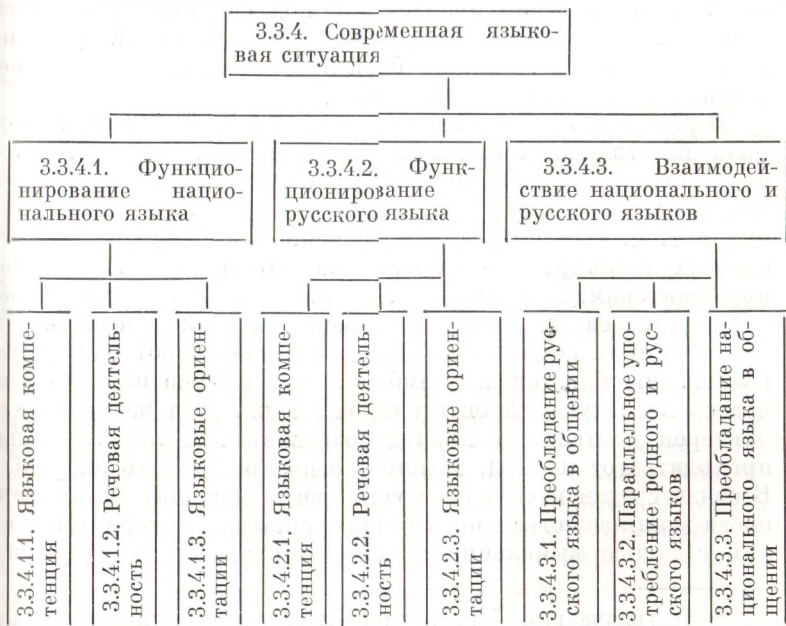 3.3.4. Современная языко-
вая ситуация
3.3.4.1. Функцио-
нирование нацио-
нального языка
3.3.4.2. Функ-
ционирование
русского языка
3.3.4.3. Взаимодей-
ствие национального и
русского языков
3.3.4.1.1. Языковая компе-
тенция
3.3.4.1.2. Речевая деятель-
ность
3.3.4.1.3. Языковые ориен-
тации
3.3.4.2.1. Языковая компе-
тенция
3.3.4.2.2. Речевая деятель-
ность
3.3.4.2.3. Языковые ориен-
тации
3.3.4.3.1. Преобладание рус-
ского языка общении
3.3.4.3.2. Параллельное упо-
требление родного и рус-
ского языков
3.3.4.3.3. Преобладание на-
ционального языка в об-
щении